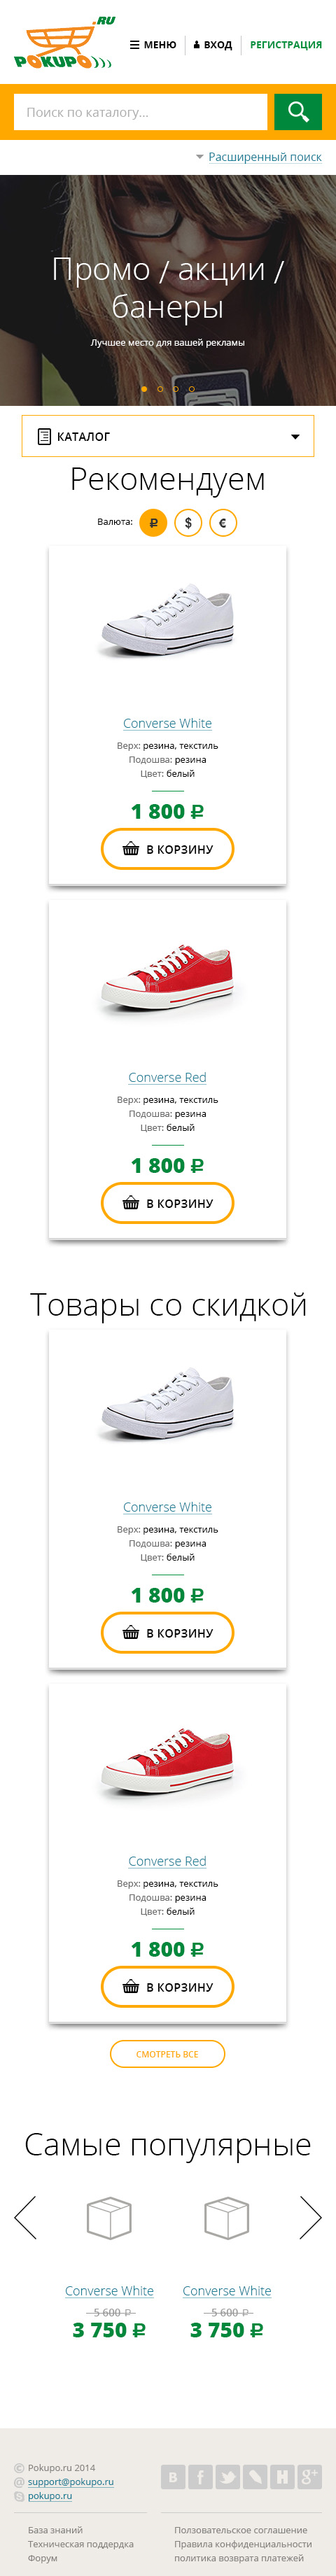 POKUPO.RU
МЕНЮ ВХОД РЕГИСТРАЦИЯ
Поиск по каталогу...
Расширенный поиск
Промо / акции /
банеры
Лучшее место для вашей рекламы
КАТАЛОГ
Рекомендуем
Валюта: ₽ $ €
Converse White
Верх: резина, текстиль
Подошва: резина
Цвет: белый
1 800 ₽
В КОРЗИНУ
Converse Red
Верх: резина, текстиль
Подошва: резина
Цвет: белый
1 800 ₽
В КОРЗИНУ
Товары со скидкой
Converse White
Верх: резина, текстиль
Подошва: резина
Цвет: белый
1 800 ₽
В КОРЗИНУ
Converse Red
Верх: резина, текстиль
Подошва: резина
Цвет: белый
1 800 ₽
В КОРЗИНУ
СМОТРЕТЬ ВСЕ
Самые популярные
Converse White Converse White
5 600 ₽ 5 600 ₽
3 750 ₽ 3 750 ₽
© Pokupo.ru 2014
@ support@pokupo.ru
pokupo.ru
B f H g+
База знаний
Техническая поддердка
Форум
Ползовательское соглашение
Правила конфиденциальности
политика возврата платежей